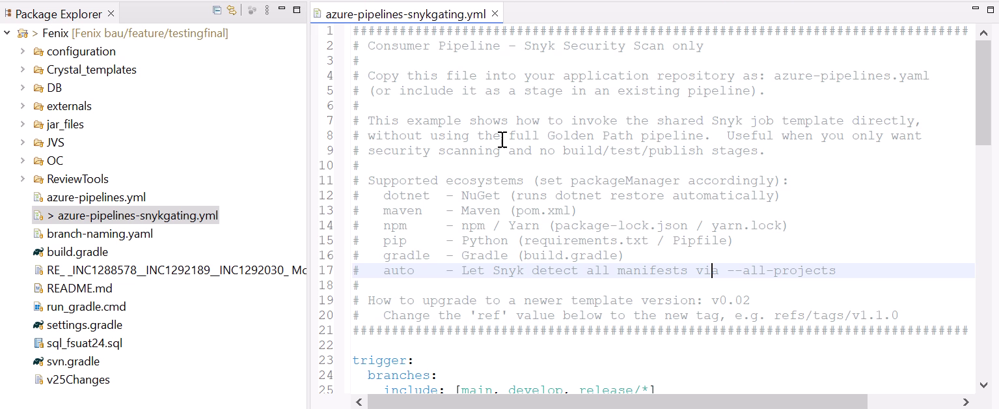 Package Explorer
Fenix [Fenix bau/feature/testingfinal]
configuration
Crystal_templates
DB
externals
jar_files
JVS
OC
ReviewTools
azure-pipelines.yml
> azure-pipelines-snykgating.yml
branch-naming.yaml
build.gradle
RE_ _INC1288578__INC1292189__INC1292030_ Mc
README.md
run_gradle.cmd
settings.gradle
sql_fsuat24.sql
svn.gradle
v25Changes
azure-pipelines-snykgating.yml
1 ###############################################################################
2 # Consumer Pipeline – Snyk Security Scan only
3 #
4 # Copy this file into your application repository as: azure-pipelines.yaml
5 # (or include it as a stage in an existing pipeline).
6 #
7 # This example shows how to invoke the shared Snyk job template directly,
8 # without using the full Golden Path pipeline.  Useful when you only want
9 # security scanning and no build/test/publish stages.
10 #
11 # Supported ecosystems (set packageManager accordingly):
12 #   dotnet  – NuGet (runs dotnet restore automatically)
13 #   maven   – Maven (pom.xml)
14 #   npm     – npm / Yarn (package-lock.json / yarn.lock)
15 #   pip     – Python (requirements.txt / Pipfile)
16 #   gradle  – Gradle (build.gradle)
17 #   auto    – Let Snyk detect all manifests via --all-projects
18 #
19 # How to upgrade to a newer template version: v0.02
20 #   Change the 'ref' value below to the new tag, e.g. refs/tags/v1.1.0
21 ###############################################################################
22
23 trigger:
24   branches:
25     include: [main, develop, release/*]